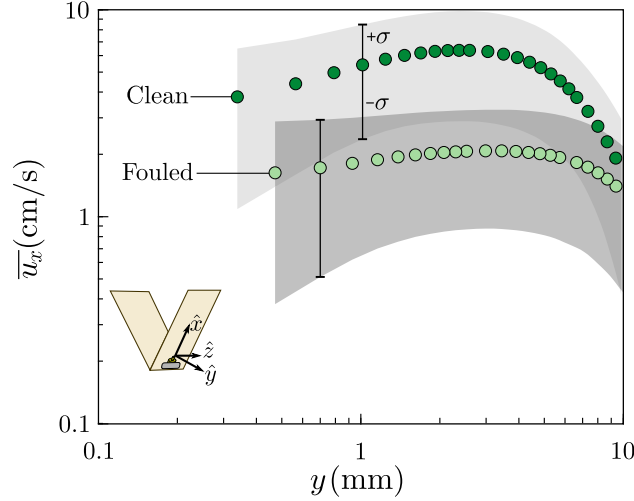 10
+σ
Clean
−σ
Fouled
1
u̅ₓ(cm/s)
x̂
ẑ
ŷ
0.1
0.1
1
10
y (mm)